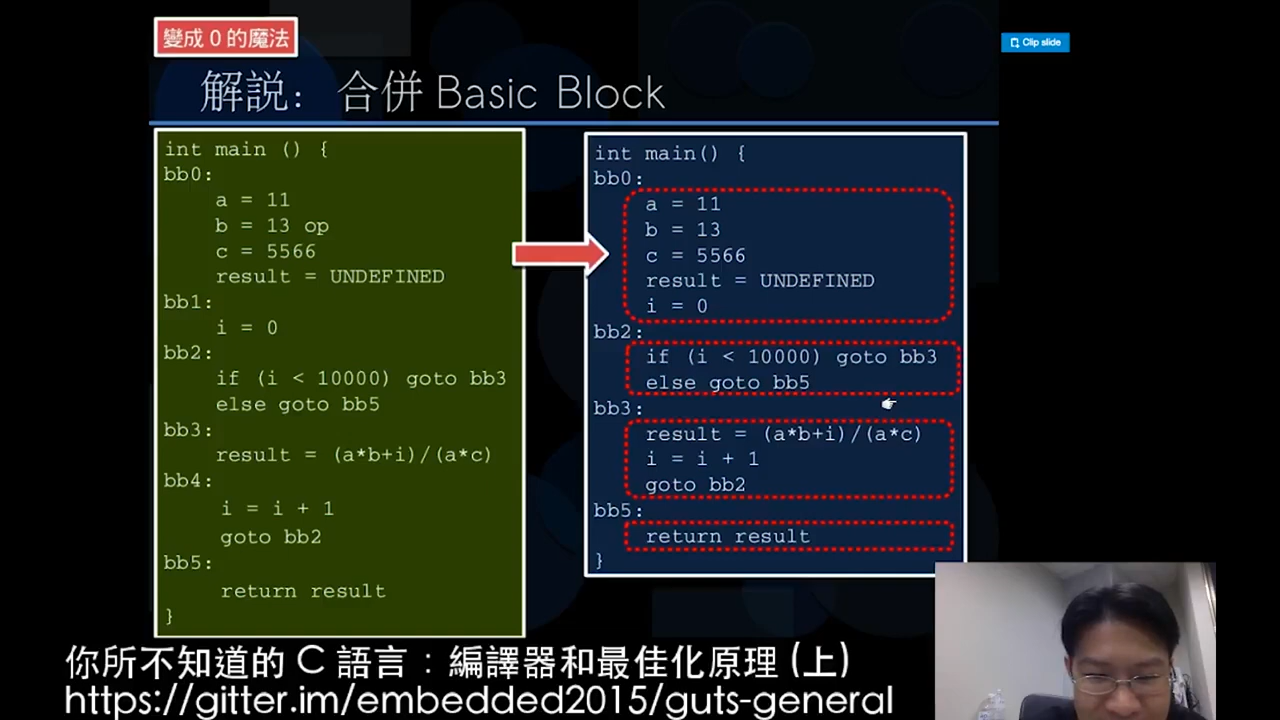 變成 0 的魔法
Clip slide
解説： 合併 Basic Block
int main () {
bb0:
a = 11
b = 13 op
c = 5566
result = UNDEFINED
bb1:
i = 0
bb2:
if (i < 10000) goto bb3
else goto bb5
bb3:
result = (a*b+i)/(a*c)
bb4:
i = i + 1
goto bb2
bb5:
return result
}
int main() {
bb0:
a = 11
b = 13
c = 5566
result = UNDEFINED
i = 0
bb2:
if (i < 10000) goto bb3
else goto bb5
bb3:
result = (a*b+i)/(a*c)
i = i + 1
goto bb2
bb5:
return result
}
你所不知道的 C 語言：編譯器和最佳化原理 (上)
https://gitter.im/embedded2015/guts-general